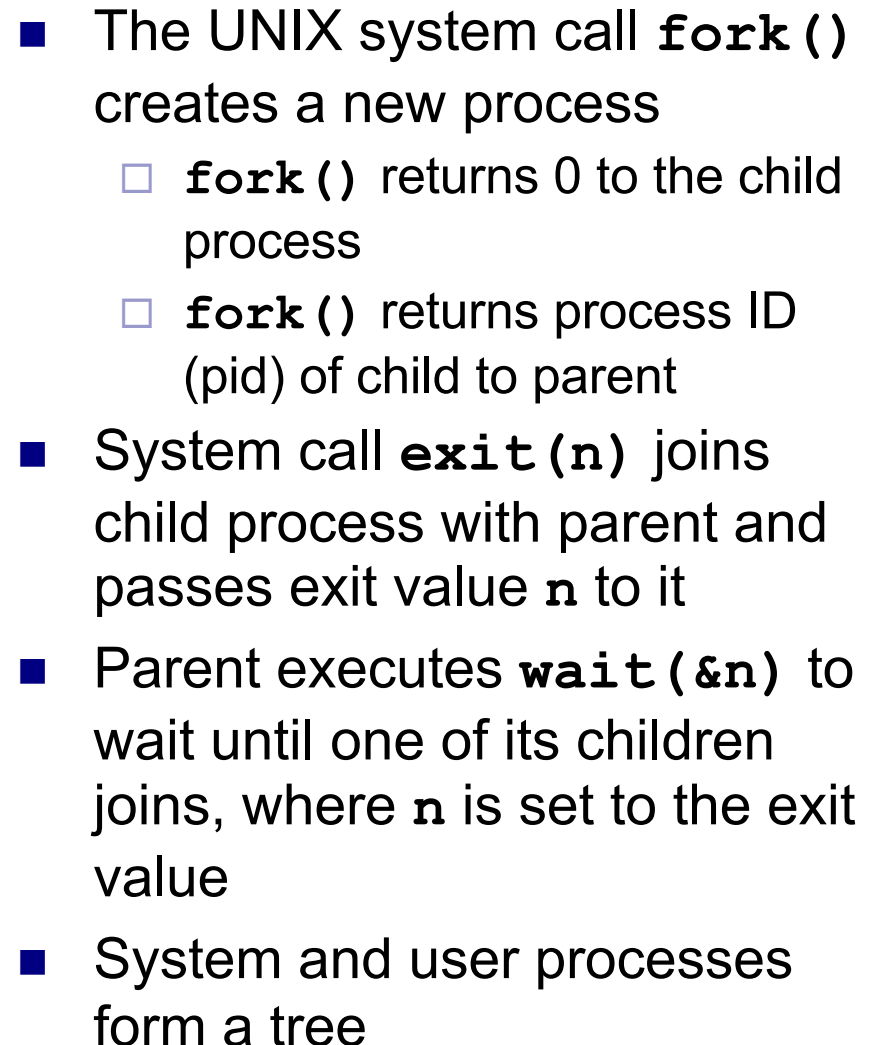 The UNIX system call fork()
creates a new process
fork() returns 0 to the child
process
fork() returns process ID
(pid) of child to parent
System call exit(n) joins
child process with parent and
passes exit value n to it
Parent executes wait(&n) to
wait until one of its children
joins, where n is set to the exit
value
System and user processes
form a tree